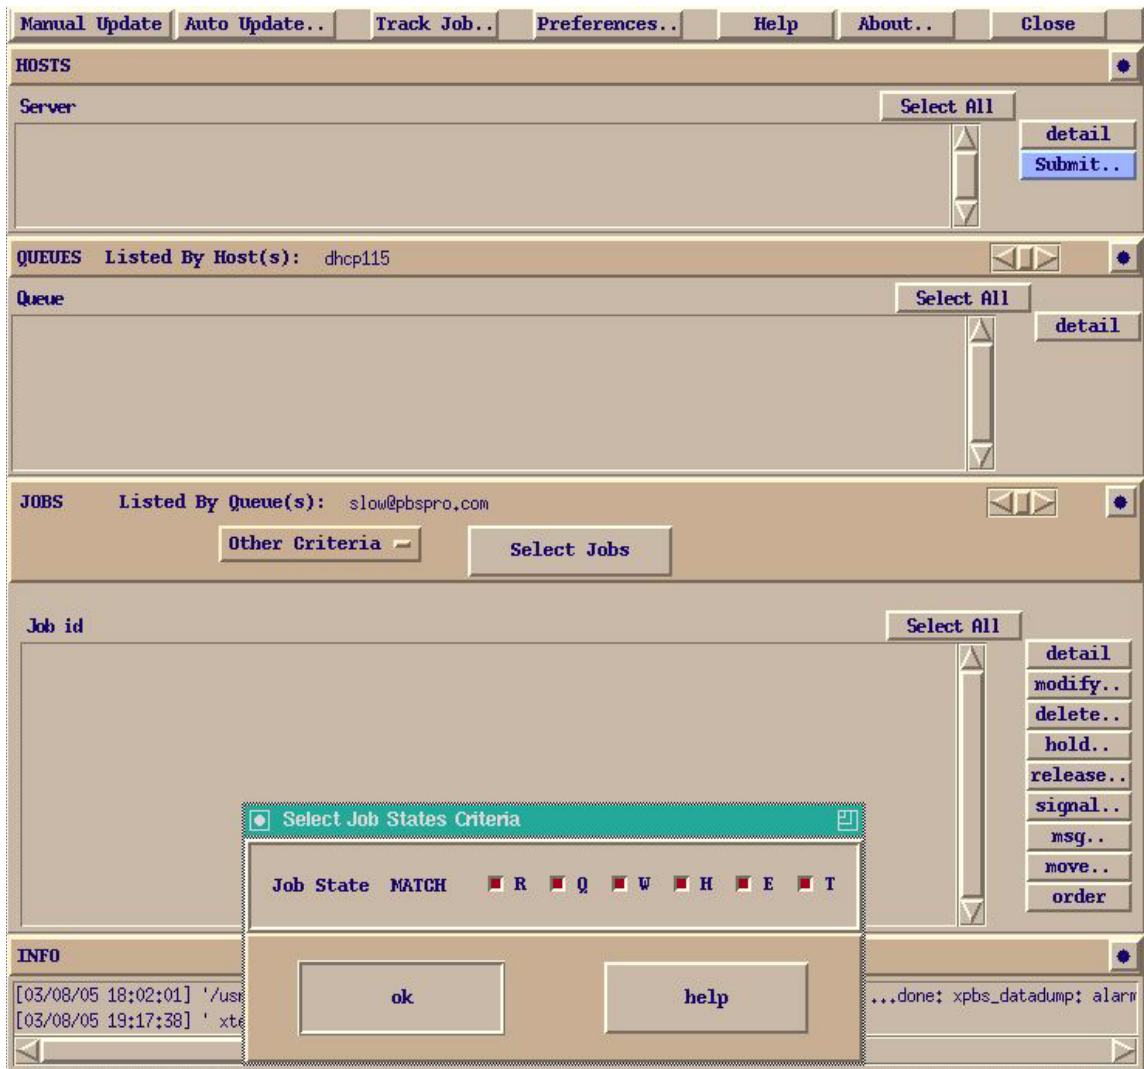 Manual Update Auto Update.. Track Job.. Preferences.. Help About.. Close
HOSTS
Server Select All
detail
Submit..
QUEUES Listed By Host(s): dhcp115
Queue Select All
detail
JOBS Listed By Queue(s): slow@pbspro.com
Other Criteria Select Jobs
Job id Select All
detail
modify..
delete..
hold..
release..
signal..
msg..
move..
order
Select Job States Criteria
Job State MATCH R Q W H E T
ok help
INFO
[03/08/05 18:02:01] '/usr ...done: xpbs_datadump: alarm
[03/08/05 19:17:38] ' xte